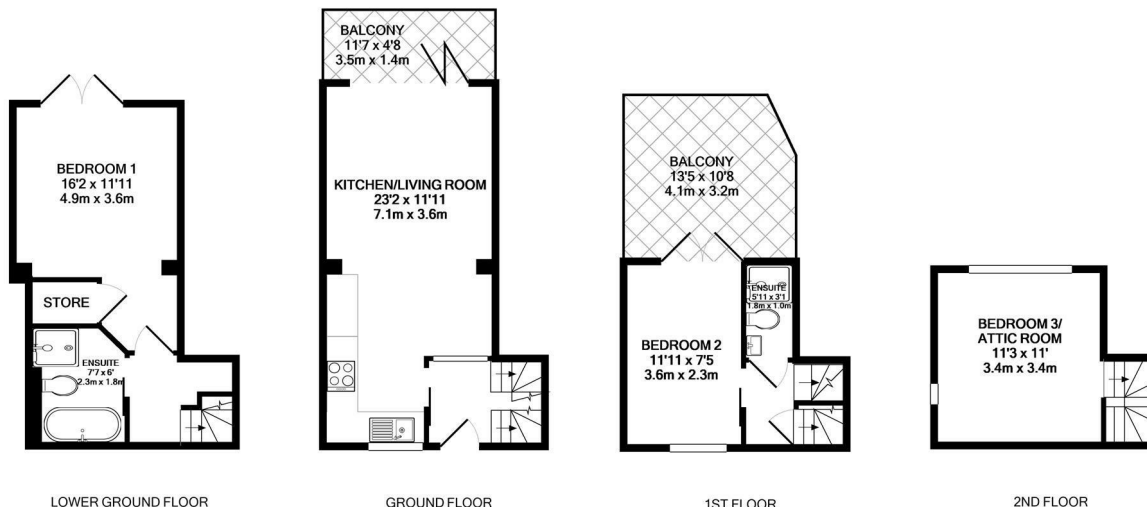 BEDROOM 1
16'2 x 11'11
4.9m x 3.6m
STORE
ENSUITE
7'7 x 6'
2.3m x 1.8m
LOWER GROUND FLOOR
BALCONY
11'7 x 4'8
3.5m x 1.4m
KITCHEN/LIVING ROOM
23'2 x 11'11
7.1m x 3.6m
GROUND FLOOR
BALCONY
13'5 x 10'8
4.1m x 3.2m
ENSUITE
5'11 x 3'1
1.8m x 1.0m
BEDROOM 2
11'11 x 7'5
3.6m x 2.3m
1ST FLOOR
BEDROOM 3/
ATTIC ROOM
11'3 x 11'
3.4m x 3.4m
2ND FLOOR